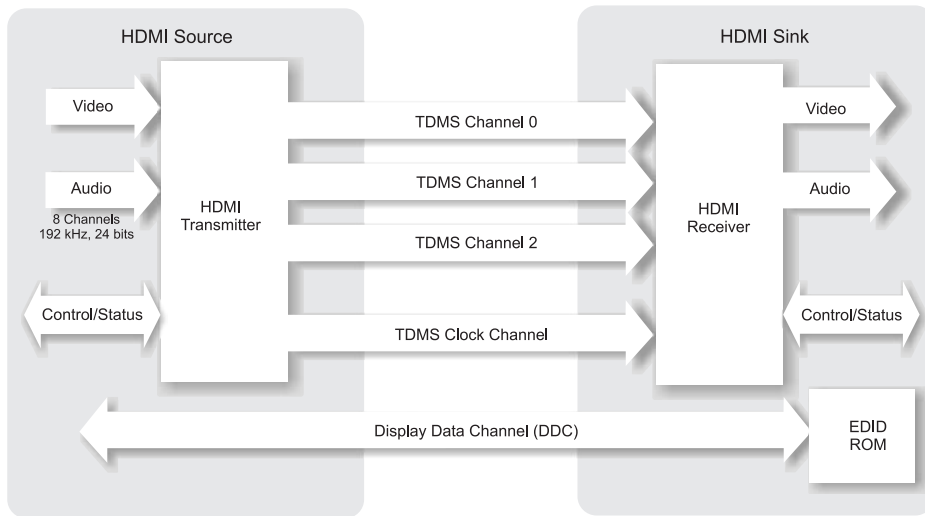 HDMI Source
HDMI Sink
Video
Audio
8 Channels
192 kHz, 24 bits
Control/Status
HDMI
Transmitter
TDMS Channel 0
TDMS Channel 1
TDMS Channel 2
TDMS Clock Channel
HDMI
Receiver
Video
Audio
Control/Status
Display Data Channel (DDC)
EDID
ROM